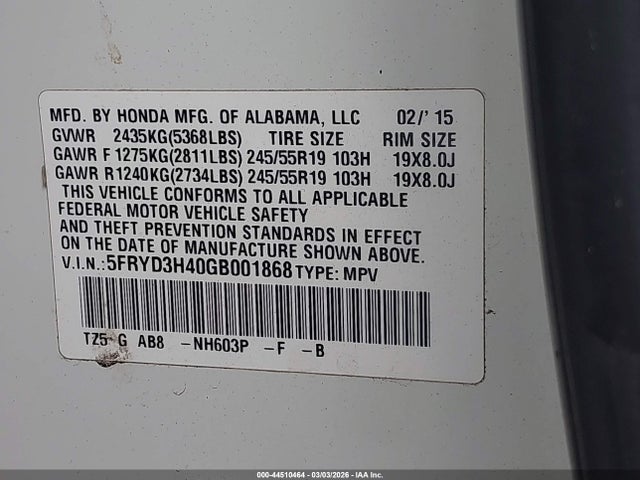 MFD. BY HONDA MFG. OF ALABAMA, LLC 02/' 15
GVWR 2435KG(5368LBS) TIRE SIZE RIM SIZE
GAWR F 1275KG(2811LBS) 245/55R19 103H 19X8.0J
GAWR R1240KG(2734LBS) 245/55R19 103H 19X8.0J
THIS VEHICLE CONFORMS TO ALL APPLICABLE
FEDERAL MOTOR VEHICLE SAFETY
AND THEFT PREVENTION STANDARDS IN EFFECT
ON THE DATE OF MANUFACTURE SHOWN ABOVE.
V.I.N.:5FRYD3H40GB001868 TYPE: MPV
TZ5 G AB8 -NH603P -F -B
000-44510464 - 03/03/2026 - IAA Inc.